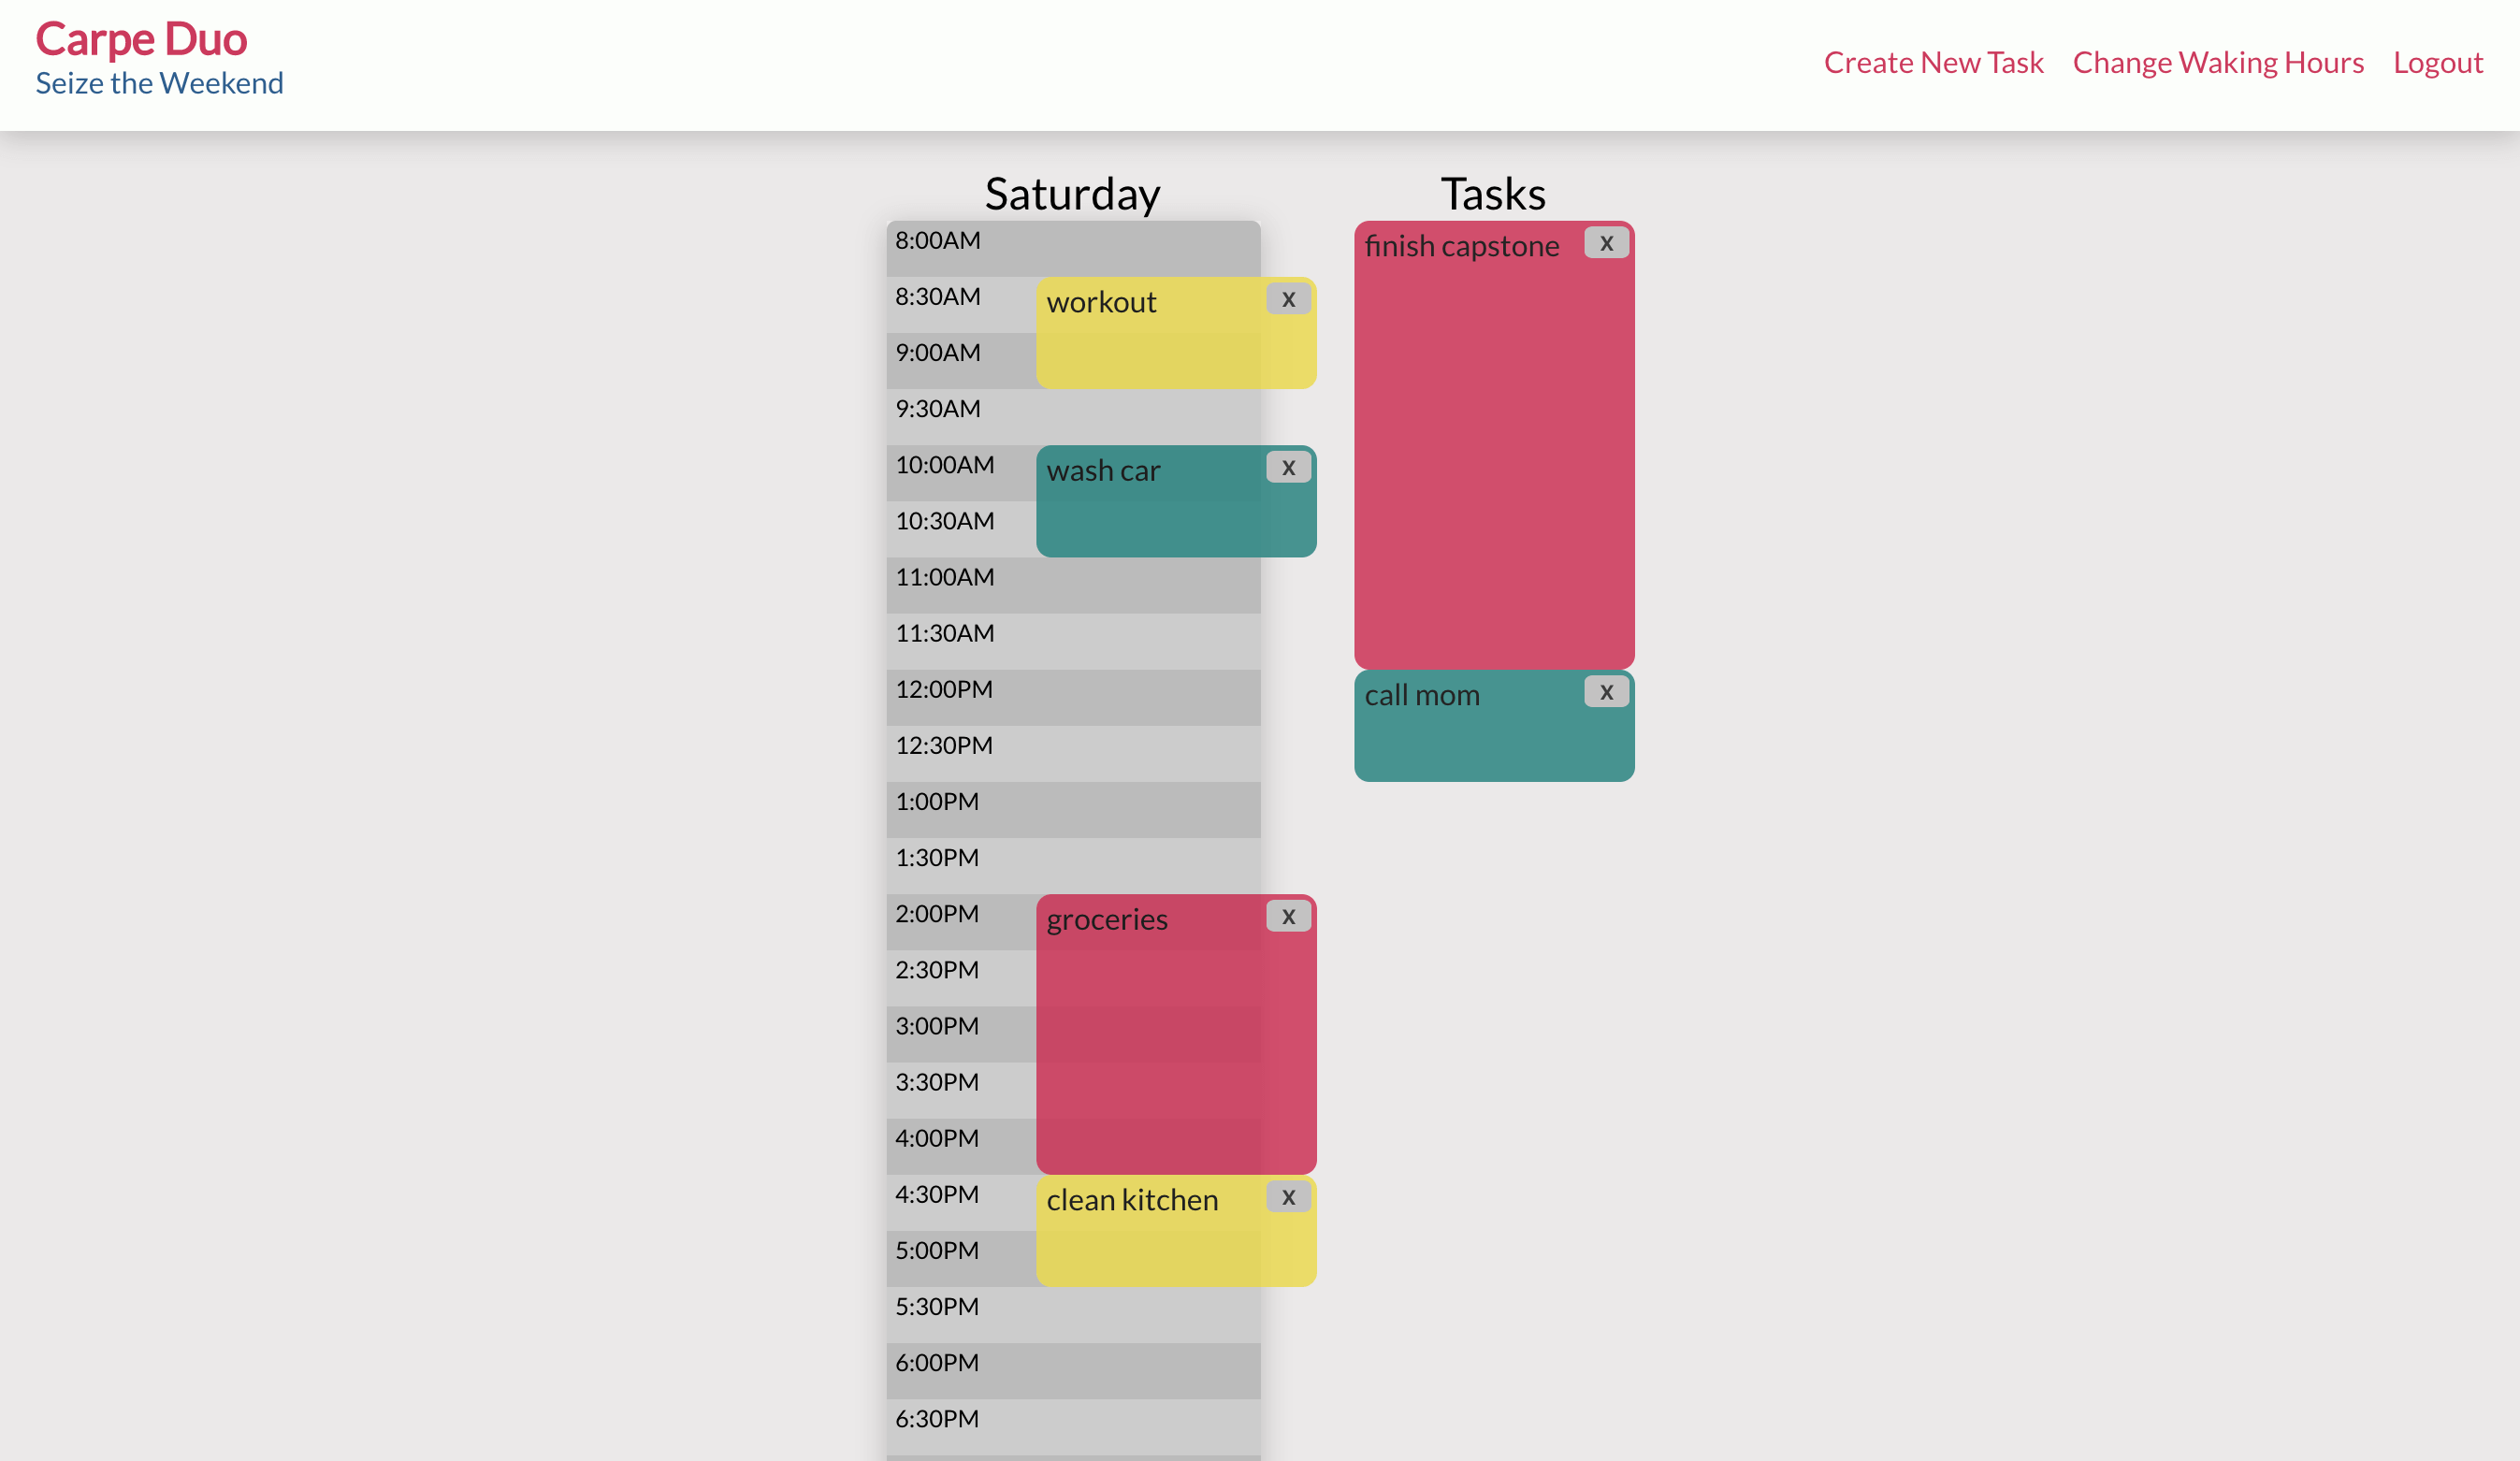 Carpe Duo
Seize the Weekend
Create New Task Change Waking Hours Logout
Saturday
8:00AM
8:30AM
workout X
9:00AM
9:30AM
10:00AM
wash car X
10:30AM
11:00AM
11:30AM
12:00PM
12:30PM
1:00PM
1:30PM
2:00PM
groceries X
2:30PM
3:00PM
3:30PM
4:00PM
4:30PM
clean kitchen X
5:00PM
5:30PM
6:00PM
6:30PM
Tasks
finish capstone X
call mom X